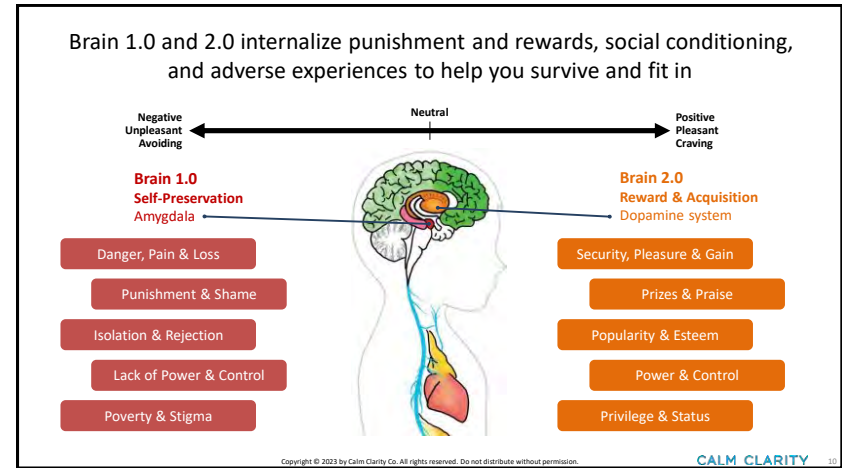 Brain 1.0 and 2.0 internalize punishment and rewards, social conditioning,
and adverse experiences to help you survive and fit in
Negative
Unpleasant
Avoiding
Neutral
Positive
Pleasant
Craving
Brain 1.0
Self-Preservation
Amygdala
Brain 2.0
Reward & Acquisition
Dopamine system
Danger, Pain & Loss
Punishment & Shame
Isolation & Rejection
Lack of Power & Control
Poverty & Stigma
Security, Pleasure & Gain
Prizes & Praise
Popularity & Esteem
Power & Control
Privilege & Status
Copyright © 2023 by Calm Clarity Co. All rights reserved. Do not distribute without permission.
CALM CLARITY
10